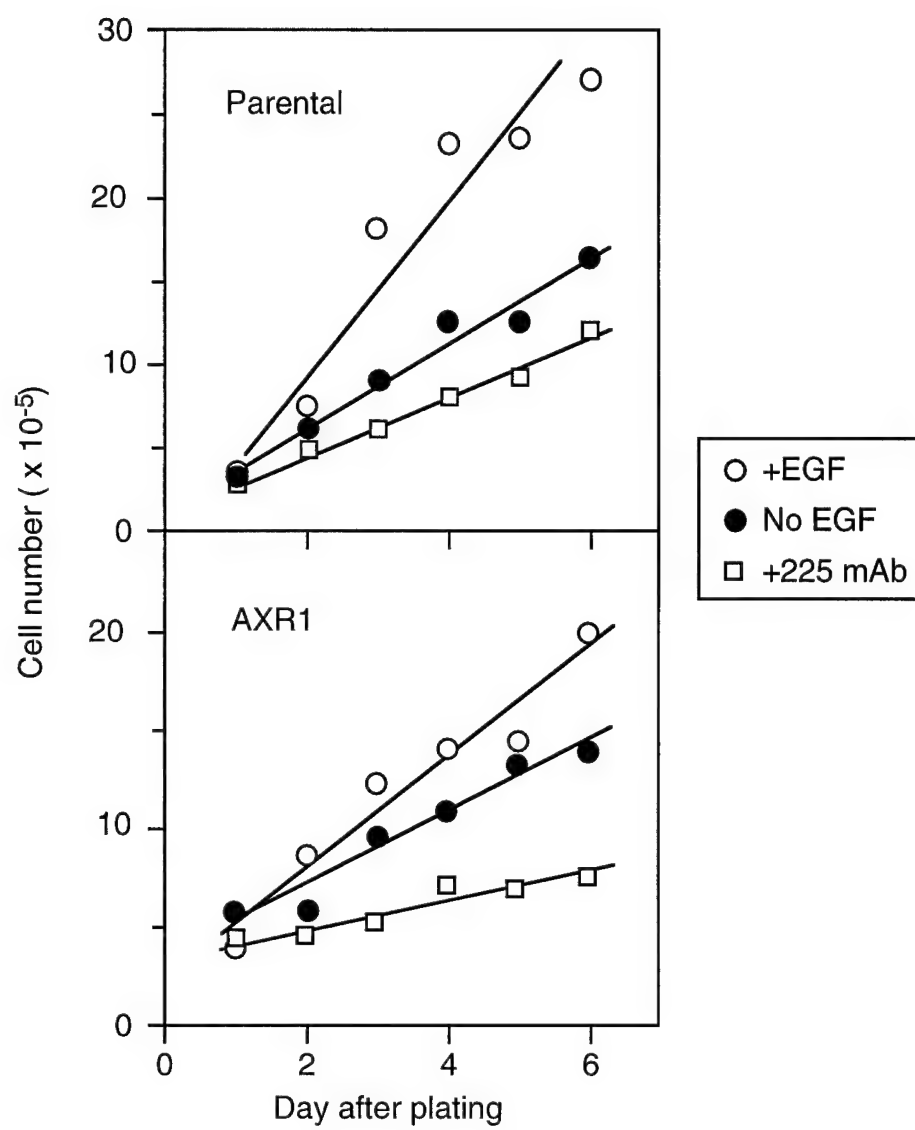 30
Parental
20
10
0
AXR1
20
10
0
0 2 4 6
Day after plating
Cell number ( x 10-5)
+EGF
No EGF
+225 mAb